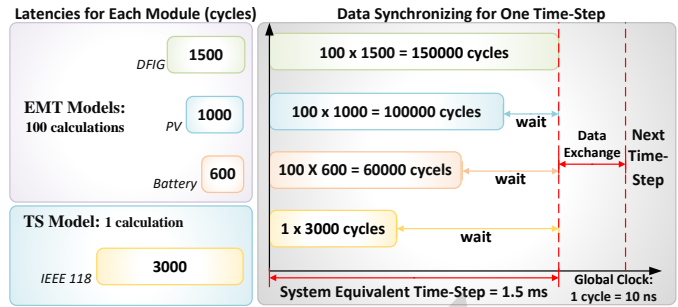 Latencies for Each Module (cycles)
1500
DFIG
EMT Models:
100 calculations
1000
PV
600
Battery
TS Model: 1 calculation
3000
IEEE 118
Data Synchronizing for One Time-Step
100 x 1500 = 150000 cycles
100 x 1000 = 100000 cycles
wait
100 X 600 = 60000 cycels
wait
1 x 3000 cycles
wait
Data
Exchange
Next
Time-
Step
System Equivalent Time-Step = 1.5 ms
Global Clock:
1 cycle = 10 ns